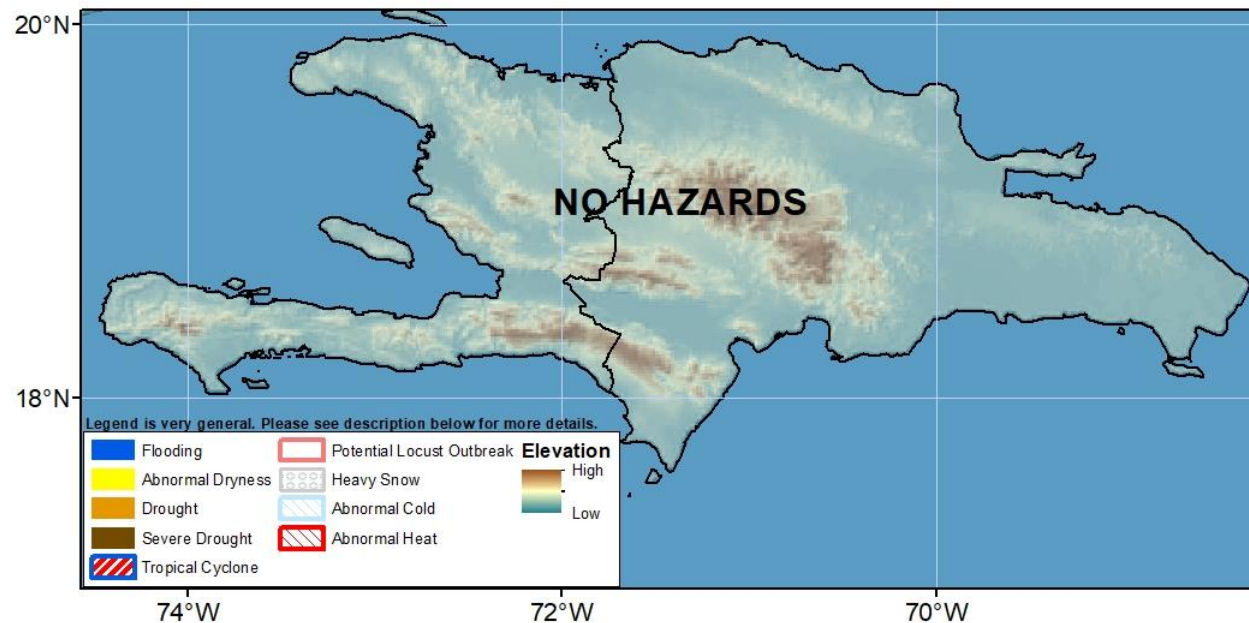 20°N
NO HAZARDS
18°N
Legend is very general. Please see description below for more details.
Flooding
Abnormal Dryness
Drought
Severe Drought
Tropical Cyclone
Potential Locust Outbreak
Heavy Snow
Abnormal Cold
Abnormal Heat
Elevation
High
Low
74°W 72°W 70°W